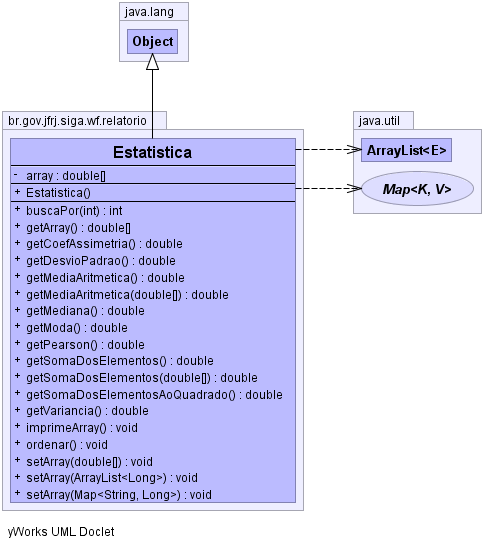 java.lang
Object
br.gov.jfrj.siga.wf.relatorio
Estatistica
- array : double[]
+ Estatistica()
+ buscaPor(int) : int
+ getArray() : double[]
+ getCoefAssimetria() : double
+ getDesvioPadrao() : double
+ getMediaAritmetica() : double
+ getMediaAritmetica(double[]) : double
+ getMediana() : double
+ getModa() : double
+ getPearson() : double
+ getSomaDosElementos() : double
+ getSomaDosElementos(double[]) : double
+ getSomaDosElementosAoQuadrado() : double
+ getVariancia() : double
+ imprimeArray() : void
+ ordenar() : void
+ setArray(double[]) : void
+ setArray(ArrayList<Long>) : void
+ setArray(Map<String, Long>) : void
java.util
ArrayList<E>
Map<K, V>
yWorks UML Doclet